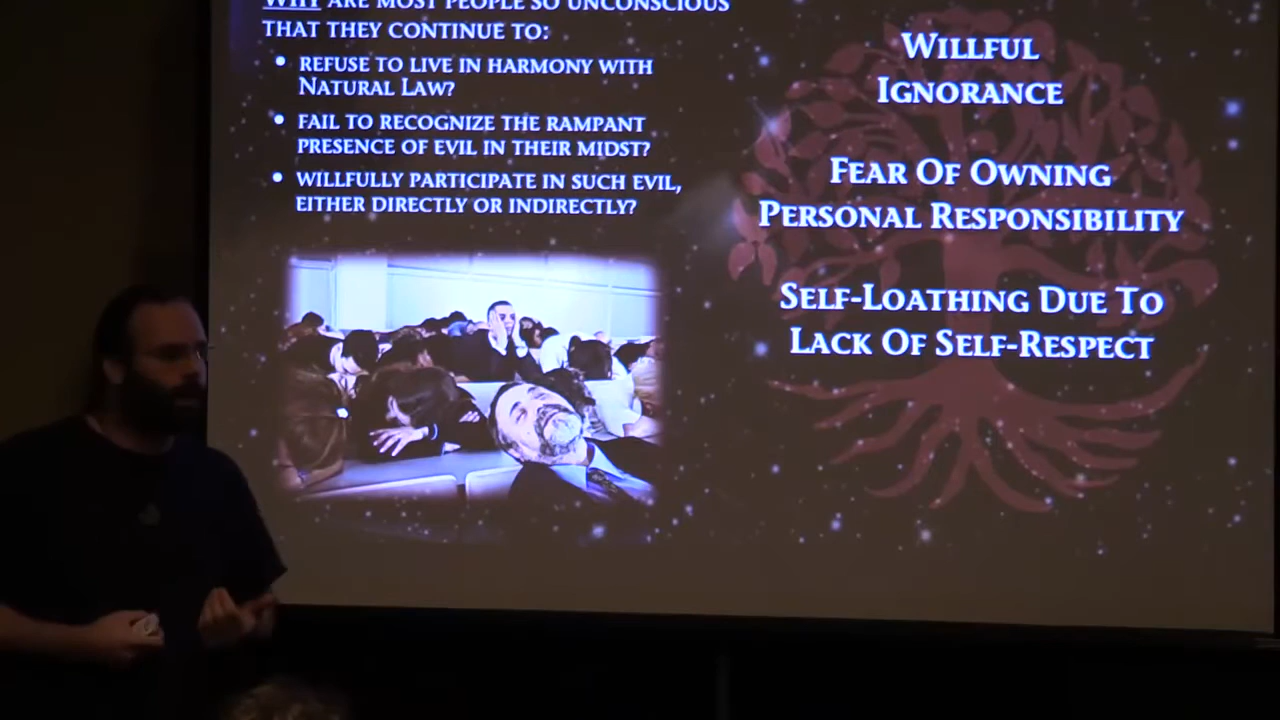 WHY ARE MOST PEOPLE SO UNCONSCIOUS
THAT THEY CONTINUE TO:
• REFUSE TO LIVE IN HARMONY WITH
NATURAL LAW?
• FAIL TO RECOGNIZE THE RAMPANT
PRESENCE OF EVIL IN THEIR MIDST?
• WILLFULLY PARTICIPATE IN SUCH EVIL,
EITHER DIRECTLY OR INDIRECTLY?
WILLFUL
IGNORANCE
FEAR OF OWNING
PERSONAL RESPONSIBILITY
SELF-LOATHING DUE TO
LACK OF SELF-RESPECT